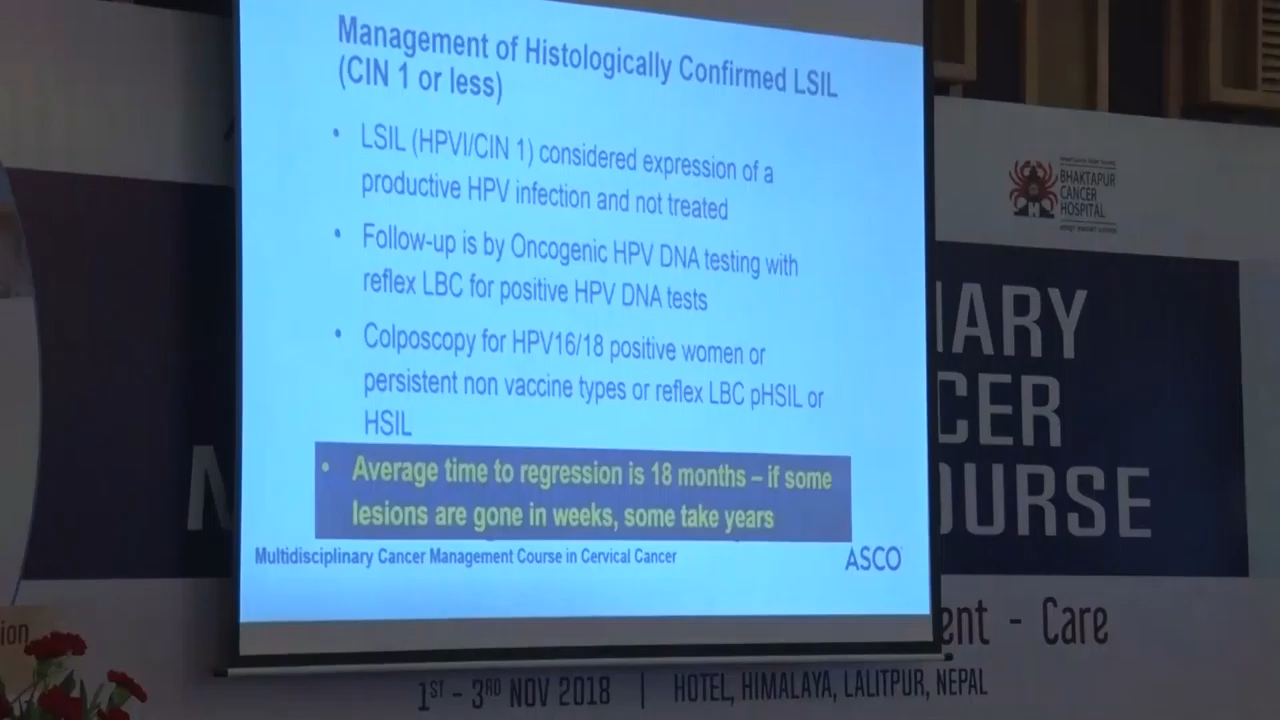 Management of Histologically Confirmed LSIL
(CIN 1 or less)
• LSIL (HPVI/CIN 1) considered expression of a
productive HPV infection and not treated
• Follow-up is by Oncogenic HPV DNA testing with
reflex LBC for positive HPV DNA tests
• Colposcopy for HPV16/18 positive women or
persistent non vaccine types or reflex LBC pHSIL or
HSIL
• Average time to regression is 18 months – if some
lesions are gone in weeks, some take years
Multidisciplinary Cancer Management Course in Cervical Cancer
ASCO
BHAKTAPUR
CANCER
HOSPITAL
M
NARY
CER
OURSE
ion
ent - Care
1ST - 3RD NOV 2018 | HOTEL, HIMALAYA, LALITPUR, NEPAL